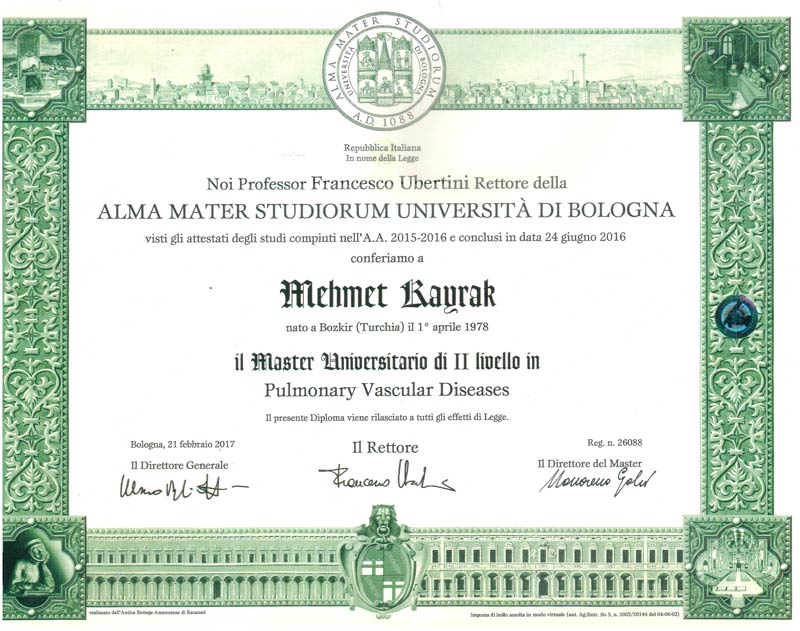 ALMA MATER STUDIORUM
UNIVERSITÀ DI BOLOGNA
A.D. 1088
Repubblica Italiana
In nome della Legge
Noi Professor Francesco Ubertini Rettore della
ALMA MATER STUDIORUM UNIVERSITÀ DI BOLOGNA
visti gli attestati degli studi compiuti nell'A.A. 2015-2016 e conclusi in data 24 giugno 2016
conferiamo a
Mehmet Kayrak
nato a Bozkir (Turchia) il 1° aprile 1978
il Master Universitario di II livello in
Pulmonary Vascular Diseases
Il presente Diploma viene rilasciato a tutti gli effetti di Legge.
Bologna, 21 febbraio 2017
Il Rettore
Reg. n. 26088
Il Direttore Generale
Il Direttore del Master
realizzato dall'Antica Bottega Amanuense di Recanati
Imposta di bollo assolta in modo virtuale (aut. Ag.Entr. Bo 3, n. 2002/20144 del 04-06-02)